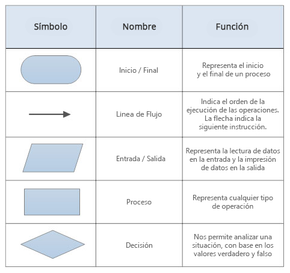 Símbolo
Nombre
Función
Inicio / Final
Representa el inicio
y el final de un proceso
Linea de Flujo
Indica el orden de la
ejecución de las operaciones.
La flecha indica la
siguiente instrucción.
Entrada / Salida
Representa la lectura de datos
en la entrada y la impresión
de datos en la salida
Proceso
Representa cualquier tipo
de operación
Decisión
Nos permite analizar una
situación, con base en los
valores verdadero y falso